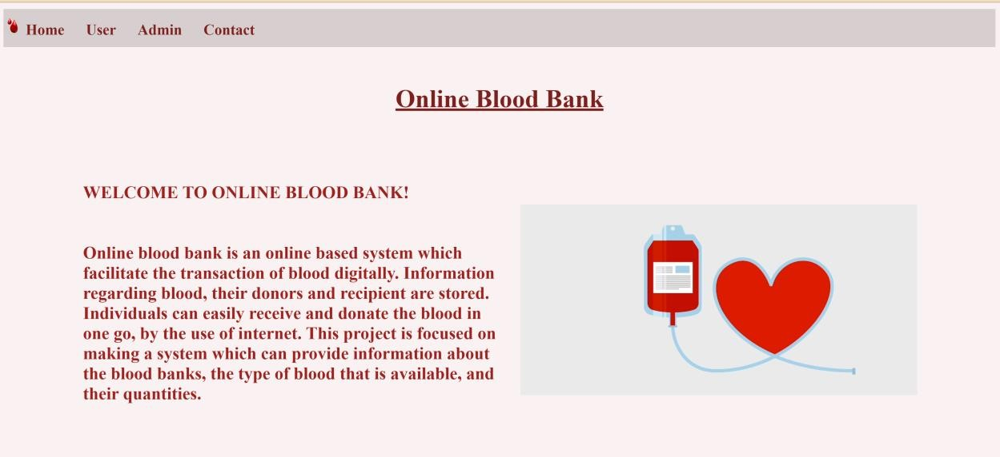 Home User Admin Contact
Online Blood Bank
WELCOME TO ONLINE BLOOD BANK!
Online blood bank is an online based system which
facilitate the transaction of blood digitally. Information
regarding blood, their donors and recipient are stored.
Individuals can easily receive and donate the blood in
one go, by the use of internet. This project is focused on
making a system which can provide information about
the blood banks, the type of blood that is available, and
their quantities.